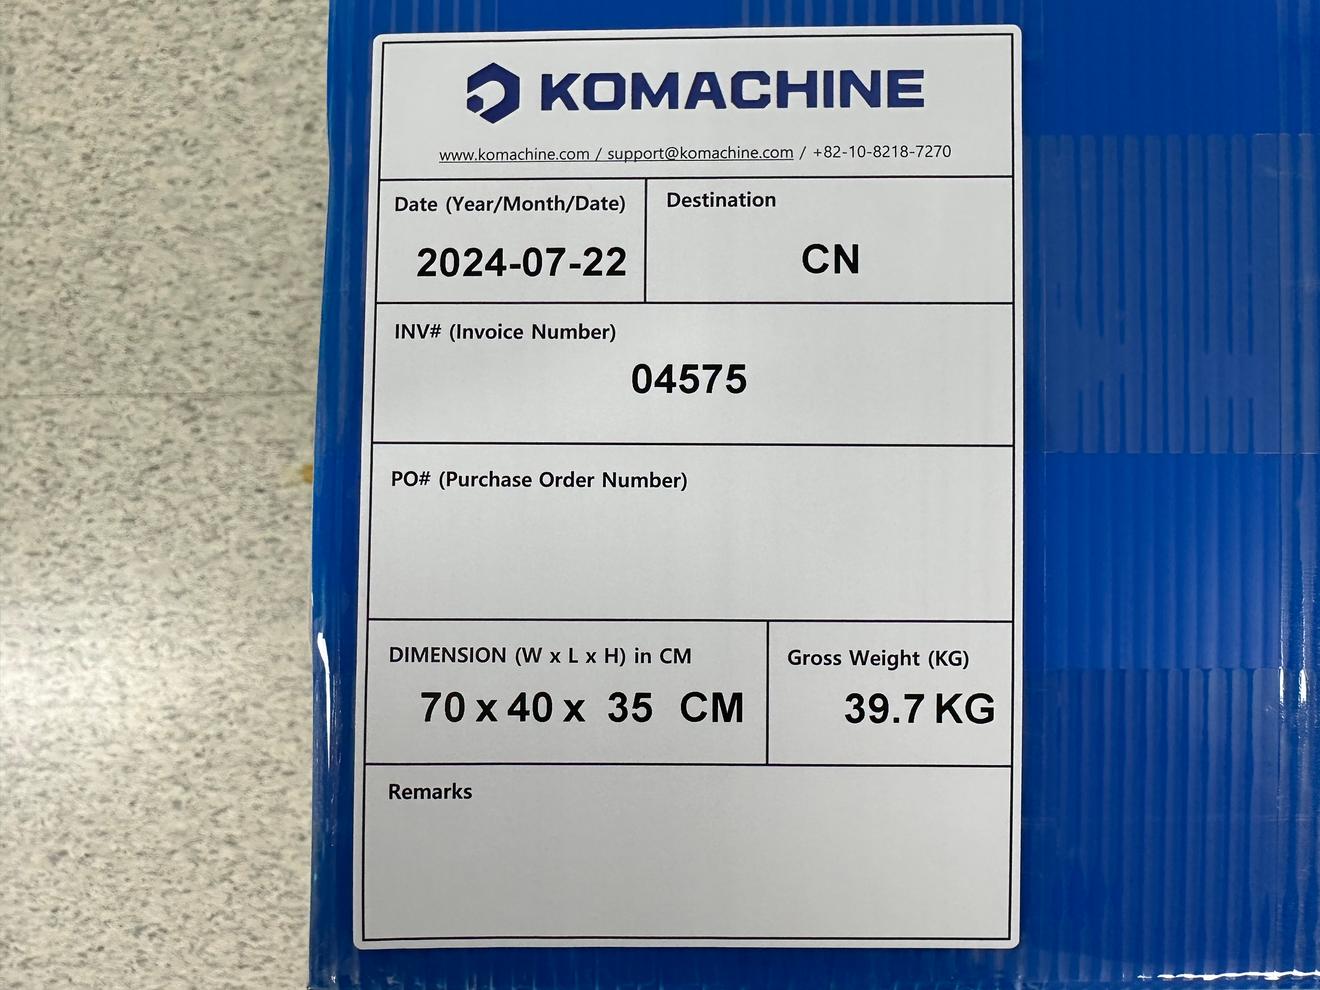 KOMACHINE
www.komachine.com / support@komachine.com / +82-10-8218-7270
Date (Year/Month/Date)
2024-07-22
Destination
CN
INV# (Invoice Number)
04575
PO# (Purchase Order Number)
DIMENSION (W x L x H) in CM
70 x 40 x 35 CM
Gross Weight (KG)
39.7 KG
Remarks